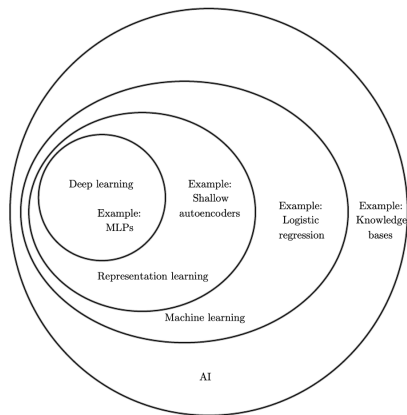 Deep learning
Example:
MLPs
Example:
Shallow
autoencoders
Example:
Logistic
regression
Example:
Knowledge
bases
Representation learning
Machine learning
AI